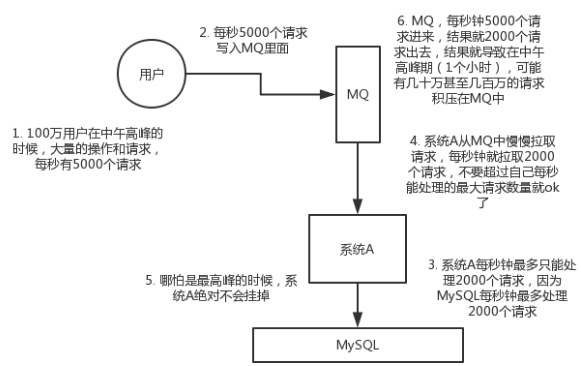 2. 每秒5000个请求
写入MQ里面
6. MQ，每秒钟5000个请
求进来，结果就2000个请
求出去，结果就导致在中午
高峰期（1个小时），可能
有几十万甚至几百万的请求
积压在MQ中
用户
MQ
1. 100万用户在中午高峰的
时候，大量的操作和请求，
每秒有5000个请求
4. 系统A从MQ中慢慢拉取
请求，每秒钟就拉取2000
个请求，不要超过自己每秒
能处理的最大请求数量就ok
了
系统A
5. 哪怕是最高峰的时候，系
统A绝对不会挂掉
3. 系统A每秒钟最多只能处
理2000个请求，因为
MySQL每秒钟最多处理
2000个请求
MySQL